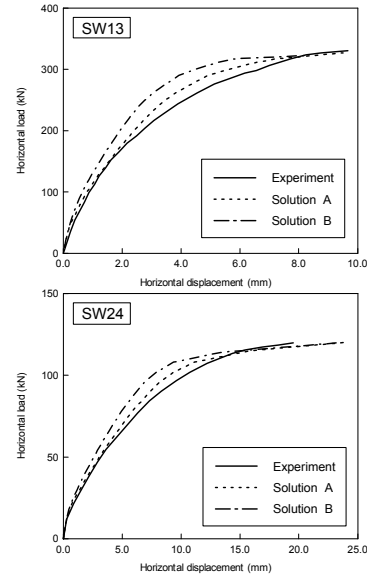 SW13
400
300
200
100
0
Horizontal load (kN)
0.0 2.0 4.0 6.0 8.0 10.0
Horizontal displacement (mm)
Experiment
Solution A
Solution B
SW24
150
100
50
0
Horizontal load (kN)
0.0 5.0 10.0 15.0 20.0 25.0
Horizontal displacement (mm)
Experiment
Solution A
Solution B